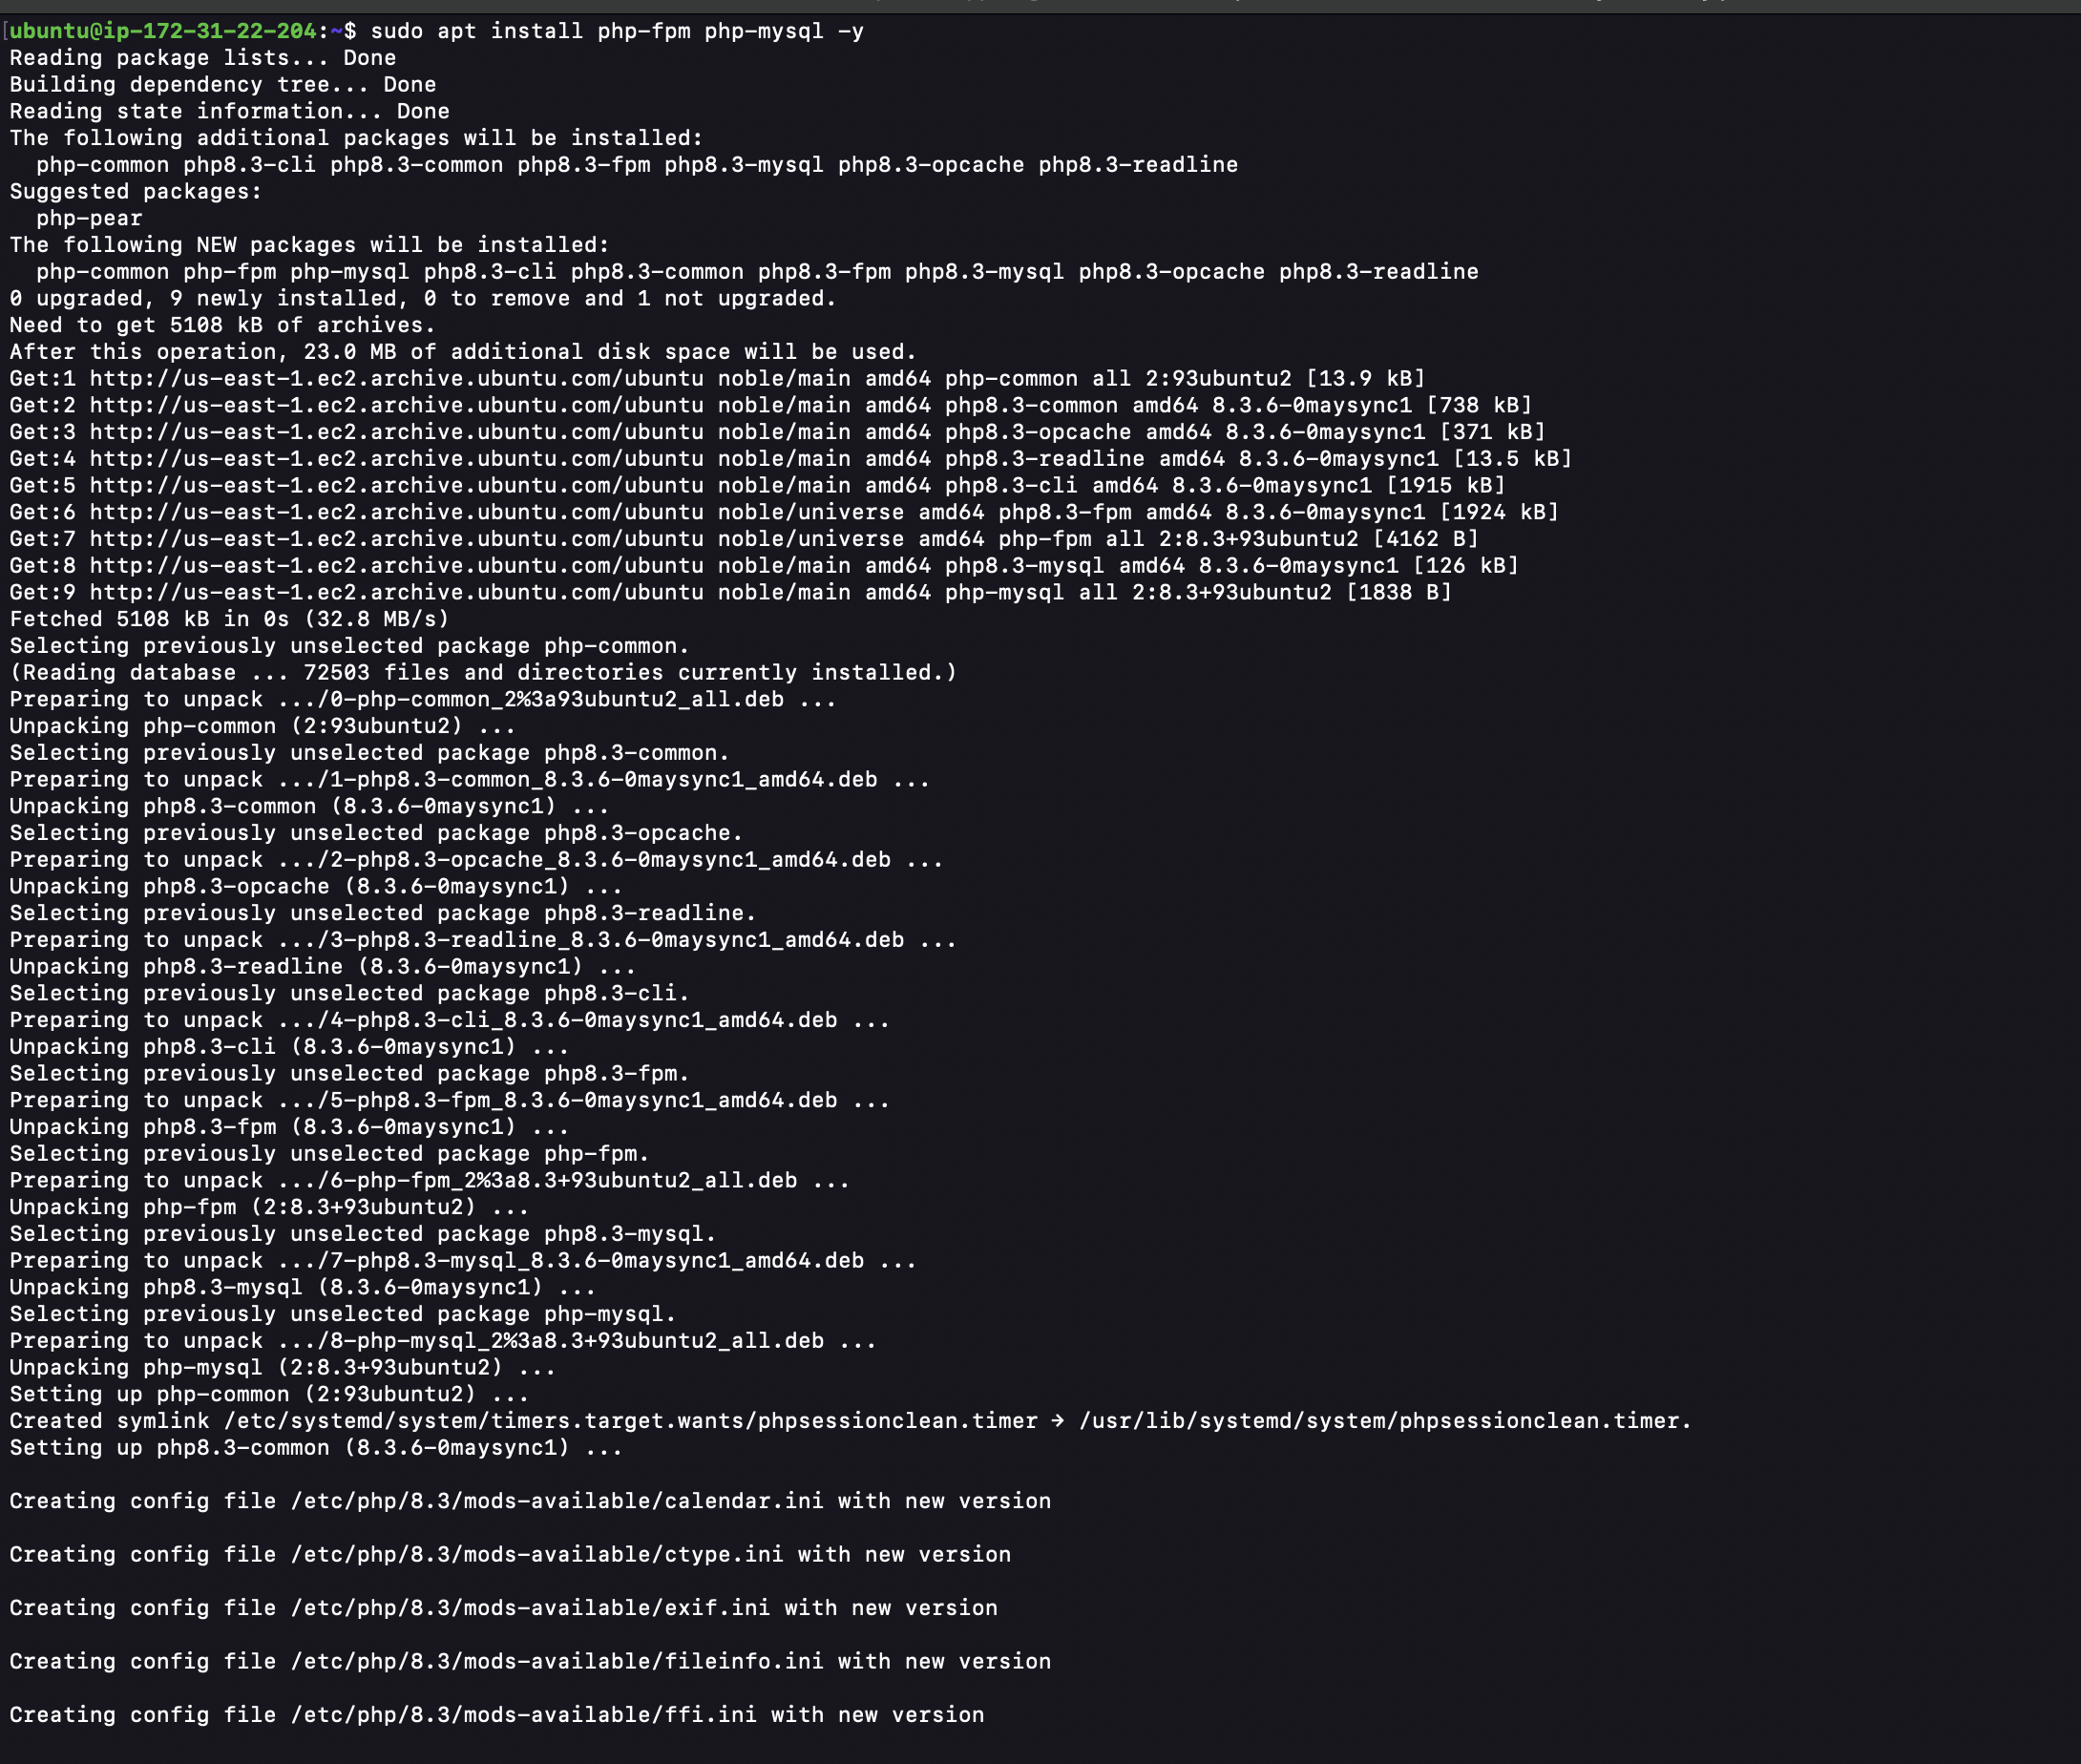 [ubuntu@ip-172-31-22-204:~$ sudo apt install php-fpm php-mysql -y
Reading package lists... Done
Building dependency tree... Done
Reading state information... Done
The following additional packages will be installed:
  php-common php8.3-cli php8.3-common php8.3-fpm php8.3-mysql php8.3-opcache php8.3-readline
Suggested packages:
  php-pear
The following NEW packages will be installed:
  php-common php-fpm php-mysql php8.3-cli php8.3-common php8.3-fpm php8.3-mysql php8.3-opcache php8.3-readline
0 upgraded, 9 newly installed, 0 to remove and 1 not upgraded.
Need to get 5108 kB of archives.
After this operation, 23.0 MB of additional disk space will be used.
Get:1 http://us-east-1.ec2.archive.ubuntu.com/ubuntu noble/main amd64 php-common all 2:93ubuntu2 [13.9 kB]
Get:2 http://us-east-1.ec2.archive.ubuntu.com/ubuntu noble/main amd64 php8.3-common amd64 8.3.6-0maysync1 [738 kB]
Get:3 http://us-east-1.ec2.archive.ubuntu.com/ubuntu noble/main amd64 php8.3-opcache amd64 8.3.6-0maysync1 [371 kB]
Get:4 http://us-east-1.ec2.archive.ubuntu.com/ubuntu noble/main amd64 php8.3-readline amd64 8.3.6-0maysync1 [13.5 kB]
Get:5 http://us-east-1.ec2.archive.ubuntu.com/ubuntu noble/main amd64 php8.3-cli amd64 8.3.6-0maysync1 [1915 kB]
Get:6 http://us-east-1.ec2.archive.ubuntu.com/ubuntu noble/universe amd64 php8.3-fpm amd64 8.3.6-0maysync1 [1924 kB]
Get:7 http://us-east-1.ec2.archive.ubuntu.com/ubuntu noble/universe amd64 php-fpm all 2:8.3+93ubuntu2 [4162 B]
Get:8 http://us-east-1.ec2.archive.ubuntu.com/ubuntu noble/main amd64 php8.3-mysql amd64 8.3.6-0maysync1 [126 kB]
Get:9 http://us-east-1.ec2.archive.ubuntu.com/ubuntu noble/main amd64 php-mysql all 2:8.3+93ubuntu2 [1838 B]
Fetched 5108 kB in 0s (32.8 MB/s)
Selecting previously unselected package php-common.
(Reading database ... 72503 files and directories currently installed.)
Preparing to unpack .../0-php-common_2%3a93ubuntu2_all.deb ...
Unpacking php-common (2:93ubuntu2) ...
Selecting previously unselected package php8.3-common.
Preparing to unpack .../1-php8.3-common_8.3.6-0maysync1_amd64.deb ...
Unpacking php8.3-common (8.3.6-0maysync1) ...
Selecting previously unselected package php8.3-opcache.
Preparing to unpack .../2-php8.3-opcache_8.3.6-0maysync1_amd64.deb ...
Unpacking php8.3-opcache (8.3.6-0maysync1) ...
Selecting previously unselected package php8.3-readline.
Preparing to unpack .../3-php8.3-readline_8.3.6-0maysync1_amd64.deb ...
Unpacking php8.3-readline (8.3.6-0maysync1) ...
Selecting previously unselected package php8.3-cli.
Preparing to unpack .../4-php8.3-cli_8.3.6-0maysync1_amd64.deb ...
Unpacking php8.3-cli (8.3.6-0maysync1) ...
Selecting previously unselected package php8.3-fpm.
Preparing to unpack .../5-php8.3-fpm_8.3.6-0maysync1_amd64.deb ...
Unpacking php8.3-fpm (8.3.6-0maysync1) ...
Selecting previously unselected package php-fpm.
Preparing to unpack .../6-php-fpm_2%3a8.3+93ubuntu2_all.deb ...
Unpacking php-fpm (2:8.3+93ubuntu2) ...
Selecting previously unselected package php8.3-mysql.
Preparing to unpack .../7-php8.3-mysql_8.3.6-0maysync1_amd64.deb ...
Unpacking php8.3-mysql (8.3.6-0maysync1) ...
Selecting previously unselected package php-mysql.
Preparing to unpack .../8-php-mysql_2%3a8.3+93ubuntu2_all.deb ...
Unpacking php-mysql (2:8.3+93ubuntu2) ...
Setting up php-common (2:93ubuntu2) ...
Created symlink /etc/systemd/system/timers.target.wants/phpsessionclean.timer → /usr/lib/systemd/system/phpsessionclean.timer.
Setting up php8.3-common (8.3.6-0maysync1) ...
Creating config file /etc/php/8.3/mods-available/calendar.ini with new version
Creating config file /etc/php/8.3/mods-available/ctype.ini with new version
Creating config file /etc/php/8.3/mods-available/exif.ini with new version
Creating config file /etc/php/8.3/mods-available/fileinfo.ini with new version
Creating config file /etc/php/8.3/mods-available/ffi.ini with new version